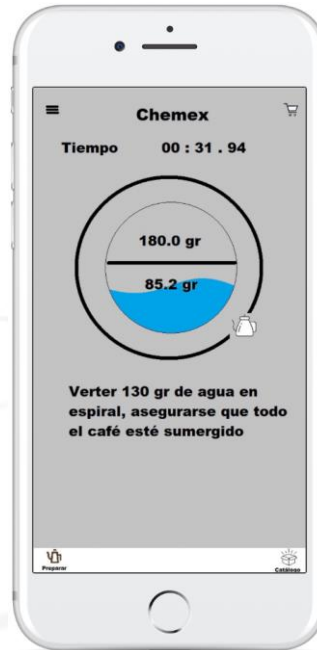 Chemex
Tiempo 00 : 31 . 94
180.0 gr
85.2 gr
Verter 130 gr de agua en
espiral, asegurarse que todo
el café esté sumergido
Preparar
Catálogo